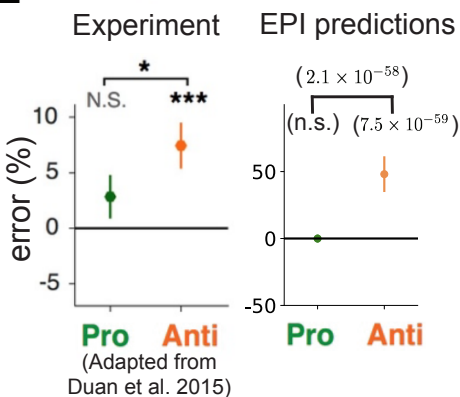 Experiment
*
N.S. ***
error (%)
10
5
0
-5
Pro Anti
(Adapted from
Duan et al. 2015)
EPI predictions
(2.1 × 10⁻⁵⁸)
(n.s.) (7.5 × 10⁻⁵⁹)
50
0
-50
Pro Anti